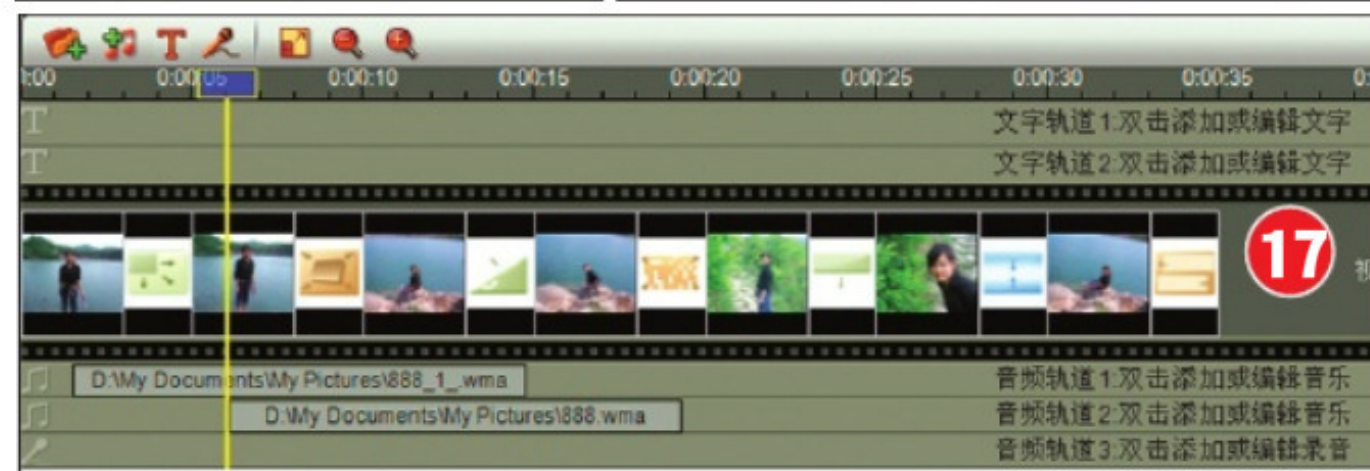 0:00 0:00:05 0:00:10 0:00:15 0:00:20 0:00:25 0:00:30 0:00:35 0
T 文字轨道1:双击添加或编辑文字
T 文字轨道2:双击添加或编辑文字
17
视
D:\My Documents\My Pictures\888_1_.wma 音频轨道1:双击添加或编辑音乐
D:\My Documents\My Pictures\888.wma 音频轨道2:双击添加或编辑音乐
音频轨道3:双击添加或编辑录音